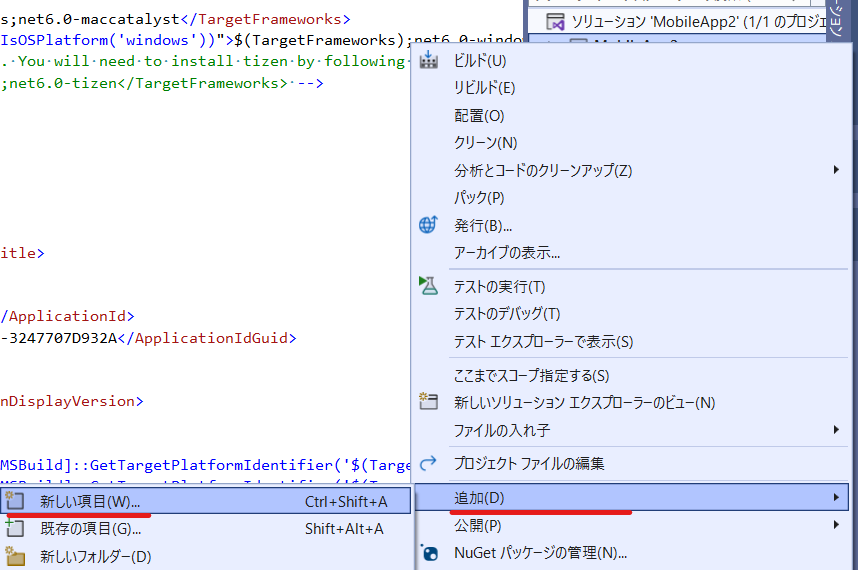 s;net6.0-maccatalyst</TargetFrameworks>
IsOSPlatform('windows'))">$(TargetFrameworks);net6.0-windo
. You will need to install tizen by following
;net6.0-tizen</TargetFrameworks> -->
itle>
/ApplicationId>
-3247707D932A</ApplicationIdGuid>
nDisplayVersion>
MSBuild]::GetTargetPlatformIdentifier('$(Targe
ソリューション 'MobileApp2' (1/1 のプロジェ
ション
ビルド(U)
リビルド(E)
配置(O)
クリーン(N)
分析とコードのクリーンアップ(Z)
パック(P)
発行(B)...
アーカイブの表示...
テストの実行(T)
テストのデバッグ(T)
テスト エクスプローラーで表示(S)
ここまでスコープ指定する(S)
新しいソリューション エクスプローラーのビュー(N)
ファイルの入れ子
プロジェクト ファイルの編集
追加(D)
公開(P)
NuGet パッケージの管理(N)...
新しい項目(W)... Ctrl+Shift+A
既存の項目(G)... Shift+Alt+A
新しいフォルダー(D)